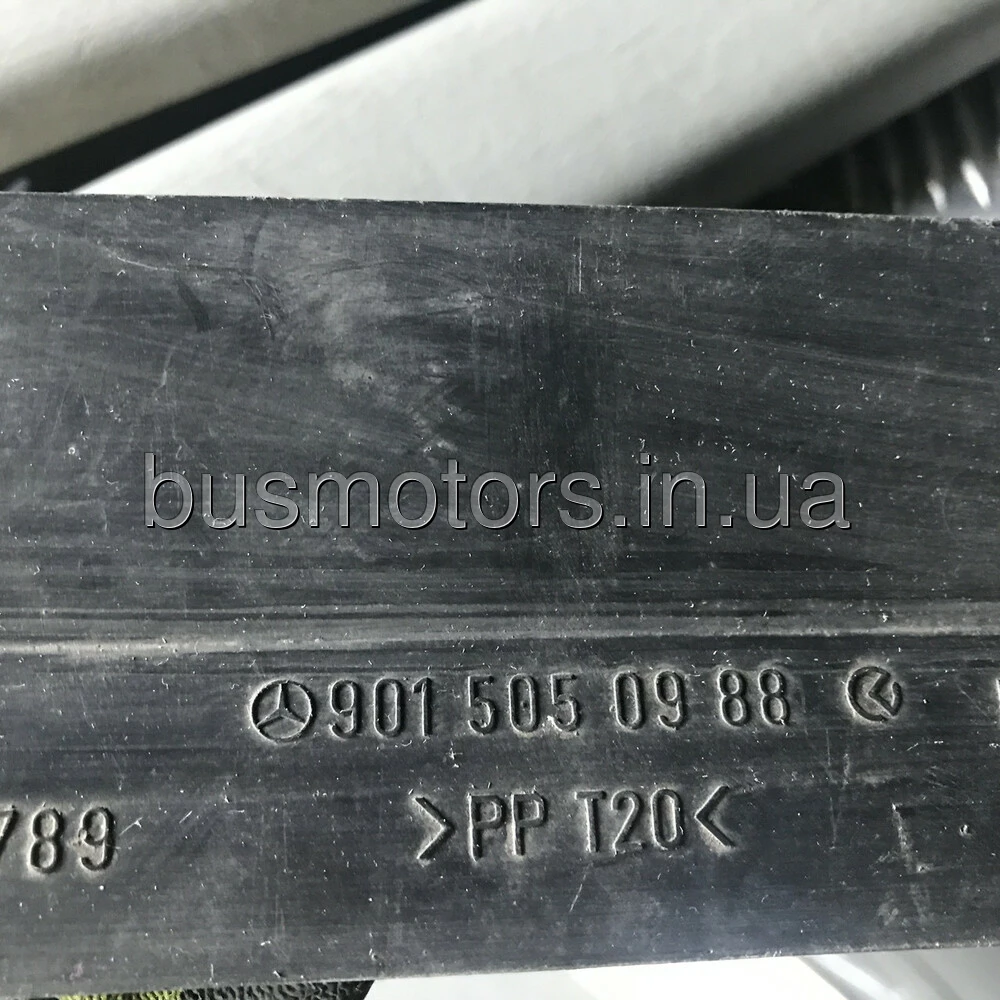 busmotors.in.ua
901 505 09 88
789
>PP T20<